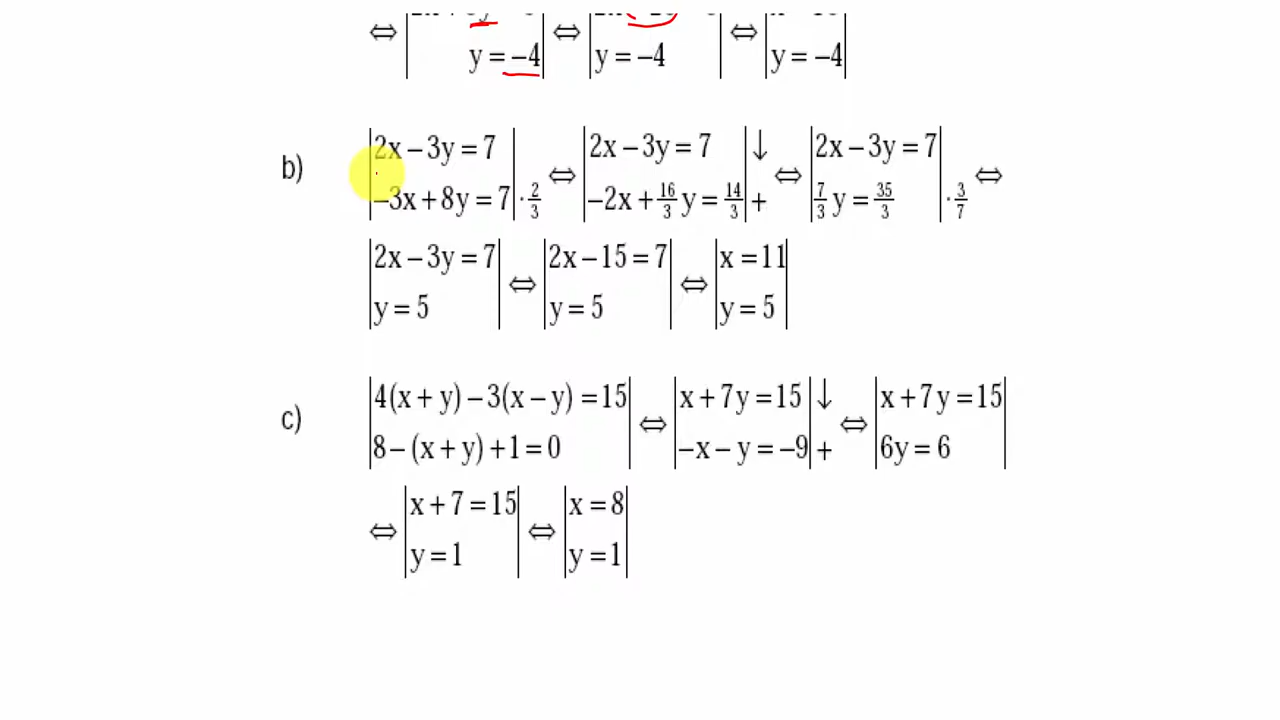 ⇔ | y = −4 | ⇔ | y = −4 | ⇔ | y = −4 |
b) | 2x − 3y = 7 | ⇔ | 2x − 3y = 7 | ↓ ⇔ | 2x − 3y = 7 | ⇔
| −3x + 8y = 7 | · 2/3 | −2x + 16/3 y = 14/3 | + | 7/3 y = 35/3 | · 3/7
| 2x − 3y = 7 | ⇔ | 2x − 15 = 7 | ⇔ | x = 11 |
| y = 5 | | y = 5 | | y = 5 |
c) | 4(x + y) − 3(x − y) = 15 | ⇔ | x + 7y = 15 | ↓ ⇔ | x + 7y = 15 |
| 8 − (x + y) + 1 = 0 | | −x − y = −9 | + | 6y = 6 |
⇔ | x + 7 = 15 | ⇔ | x = 8 |
| y = 1 | | y = 1 |